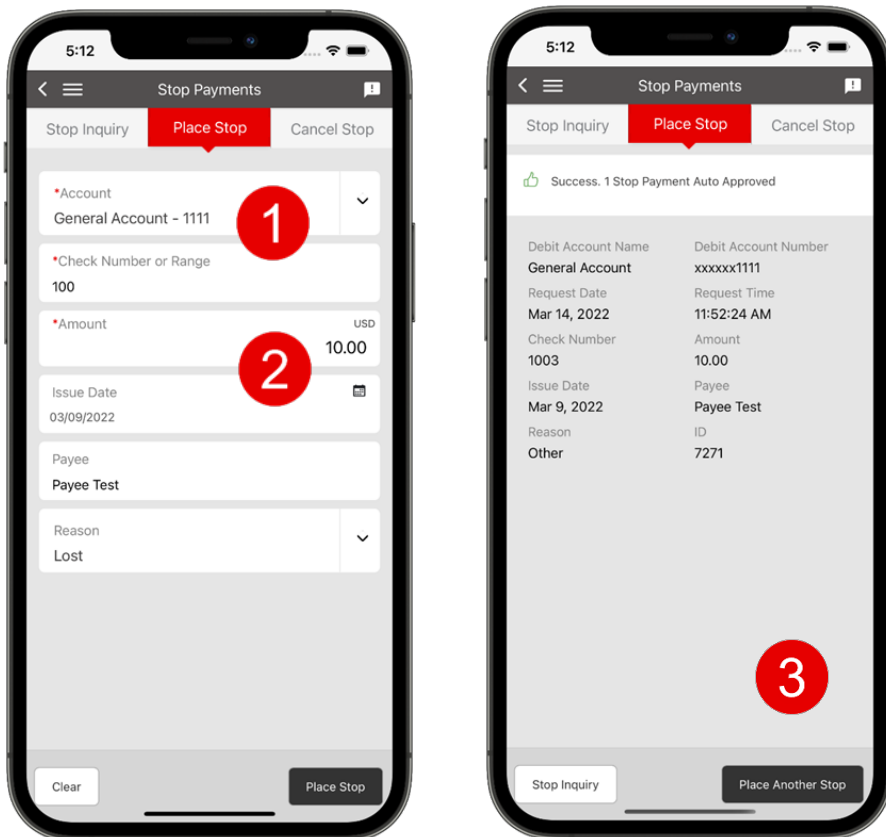 5:12
Stop Payments
Stop Inquiry Place Stop Cancel Stop
*Account
General Account - 1111
1
*Check Number or Range
100
*Amount USD
10.00
2
Issue Date
03/09/2022
Payee
Payee Test
Reason
Lost
Clear Place Stop
5:12
Stop Payments
Stop Inquiry Place Stop Cancel Stop
Success. 1 Stop Payment Auto Approved
Debit Account Name Debit Account Number
General Account xxxxxx1111
Request Date Request Time
Mar 14, 2022 11:52:24 AM
Check Number Amount
1003 10.00
Issue Date Payee
Mar 9, 2022 Payee Test
Reason ID
Other 7271
3
Stop Inquiry Place Another Stop